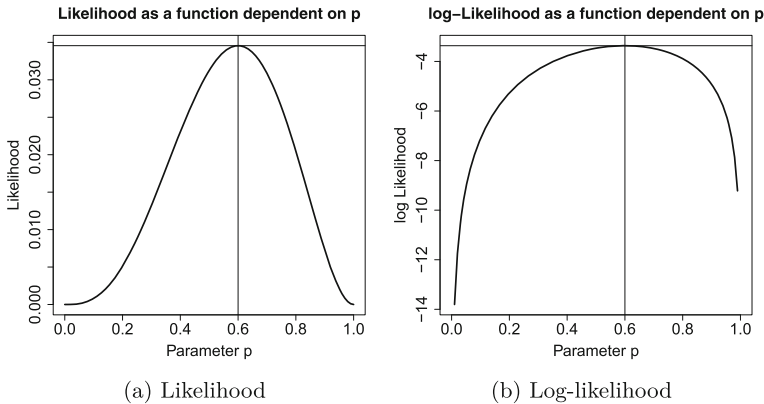 Likelihood as a function dependent on p
Likelihood
0.000 0.010 0.020 0.030
0.0 0.2 0.4 0.6 0.8 1.0
Parameter p
(a) Likelihood
log−Likelihood as a function dependent on p
log Likelihood
−14 −12 −10 −8 −6 −4
0.0 0.2 0.4 0.6 0.8 1.0
Parameter p
(b) Log-likelihood